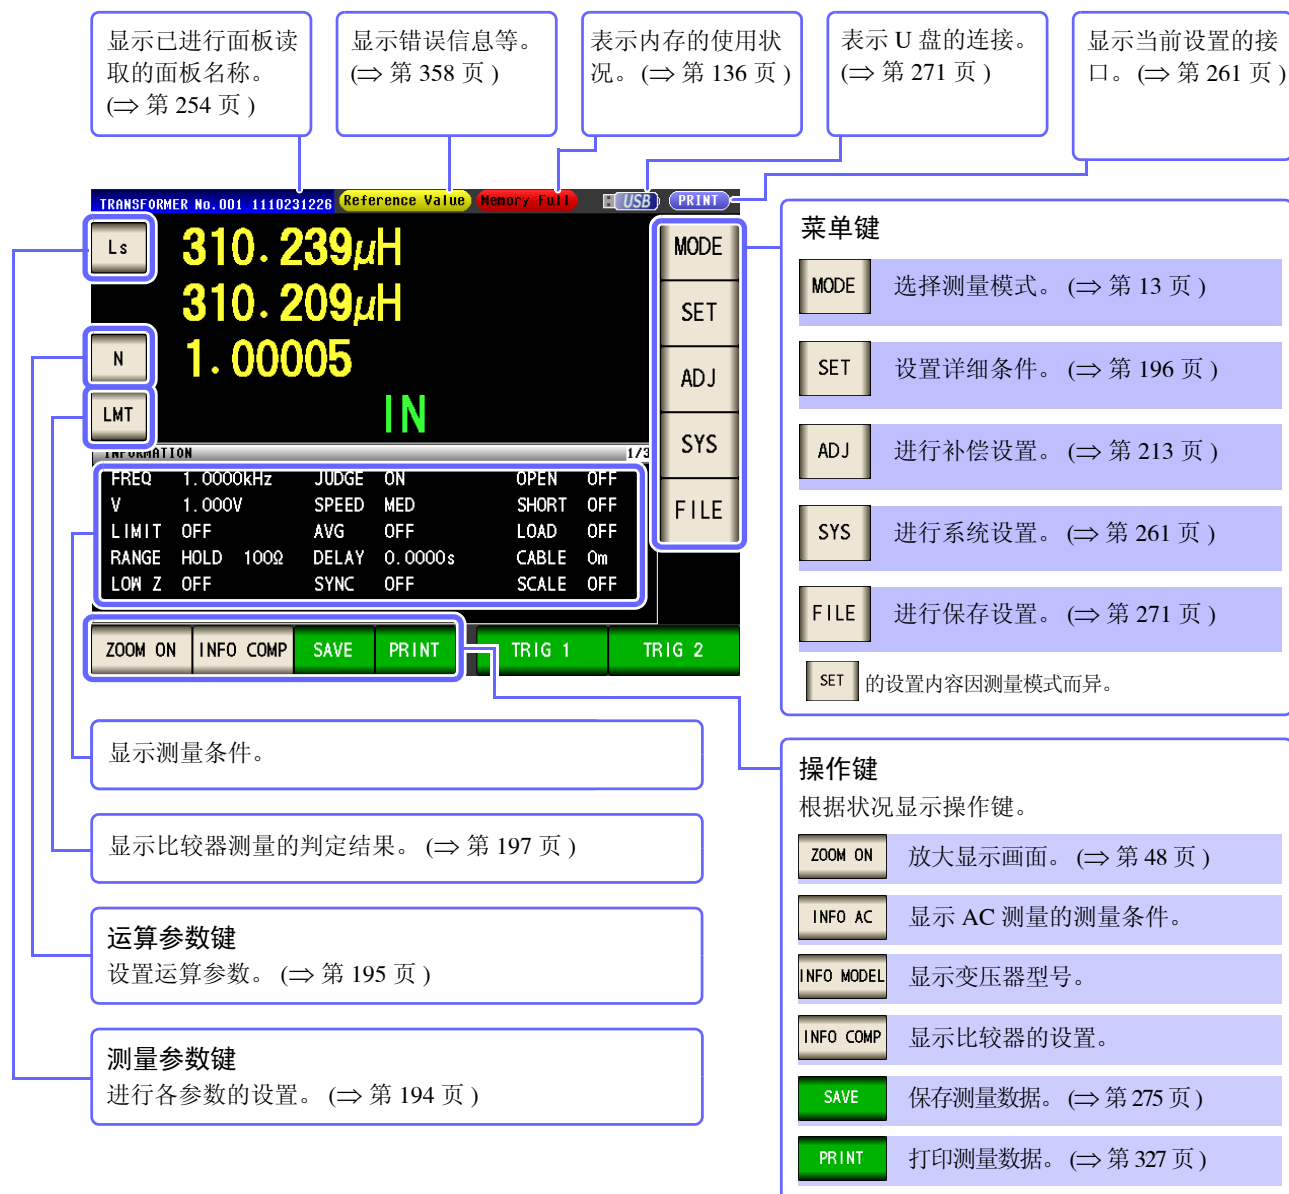 显示已进行面板读
取的面板名称。
(⇒ 第 254 页 )
显示错误信息等。
(⇒ 第 358 页 )
表示内存的使用状
况。 (⇒ 第 136 页 )
表示 U 盘的连接。
(⇒ 第 271 页 )
显示当前设置的接
口。 (⇒ 第 261 页 )
TRANSFORMER No.001 1110231226
Reference Value
Memory Full
USB
PRINT
Ls
310.239μH
310.209μH
N
1.00005
LMT
IN
MODE
SET
ADJ
SYS
FILE
INFORMATION 1/3
FREQ 1.0000kHz JUDGE ON OPEN OFF
V 1.000V SPEED MED SHORT OFF
LIMIT OFF AVG OFF LOAD OFF
RANGE HOLD 100Ω DELAY 0.0000s CABLE 0m
LOW Z OFF SYNC OFF SCALE OFF
ZOOM ON INFO COMP SAVE PRINT TRIG 1 TRIG 2
显示测量条件。
显示比较器测量的判定结果。 (⇒ 第 197 页 )
运算参数键
设置运算参数。 (⇒ 第 195 页 )
测量参数键
进行各参数的设置。 (⇒ 第 194 页 )
菜单键
MODE 选择测量模式。 (⇒ 第 13 页 )
SET 设置详细条件。 (⇒ 第 196 页 )
ADJ 进行补偿设置。 (⇒ 第 213 页 )
SYS 进行系统设置。 (⇒ 第 261 页 )
FILE 进行保存设置。 (⇒ 第 271 页 )
SET 的设置内容因测量模式而异。
操作键
根据状况显示操作键。
ZOOM ON 放大显示画面。 (⇒ 第 48 页 )
INFO AC 显示 AC 测量的测量条件。
INFO MODEL 显示变压器型号。
INFO COMP 显示比较器的设置。
SAVE 保存测量数据。 (⇒ 第 275 页 )
PRINT 打印测量数据。 (⇒ 第 327 页 )